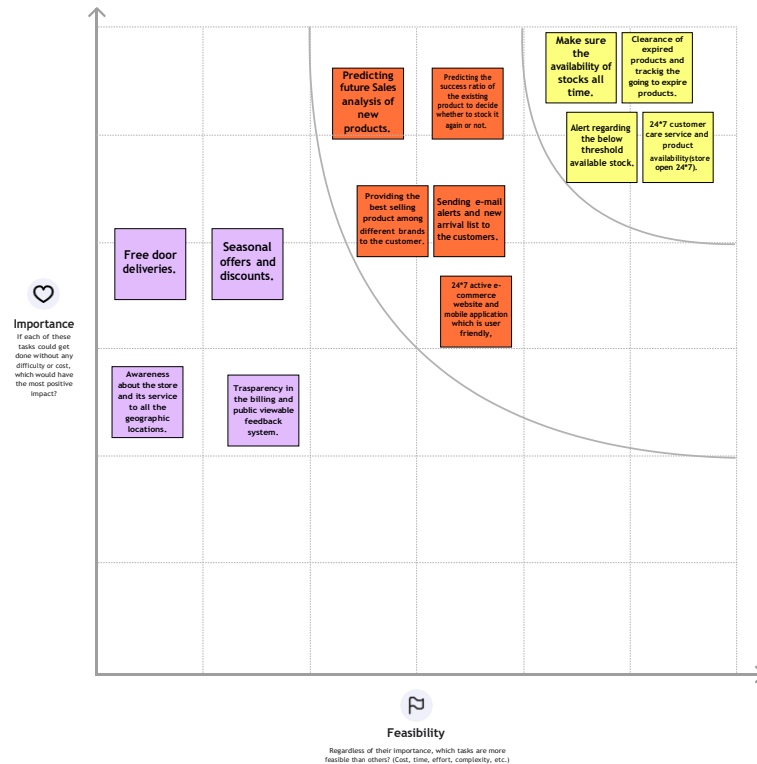 Make sure
the
availability of
stocks all
time.
Clearance of
expired
products and
trackig the
going to expire
products.
Predicting
future Sales
analysis of
new
products.
Predicting the
success ratio of
the existing
product to decide
whether to stock it
again or not.
Alert regarding
the below
threshold
available stock.
24*7 customer
care service and
product
availability(store
open 24*7).
Providing the
best selling
product among
different brands
to the customer.
Sending e-mail
alerts and new
arrival list to
the customers.
Free door
deliveries.
Seasonal
offers and
discounts.
24*7 active e-
commerce
website and
mobile application
which is user
friendly,
Importance
If each of these
tasks could get
done without any
difficulty or cost,
which would have
the most positive
impact?
Awareness
about the store
and its service
to all the
geographic
locations.
Trasparency in
the billing and
public viewable
feedback
system.
Feasibility
Regardless of their importance, which tasks are more
feasible than others? (Cost, time, effort, complexity, etc.)